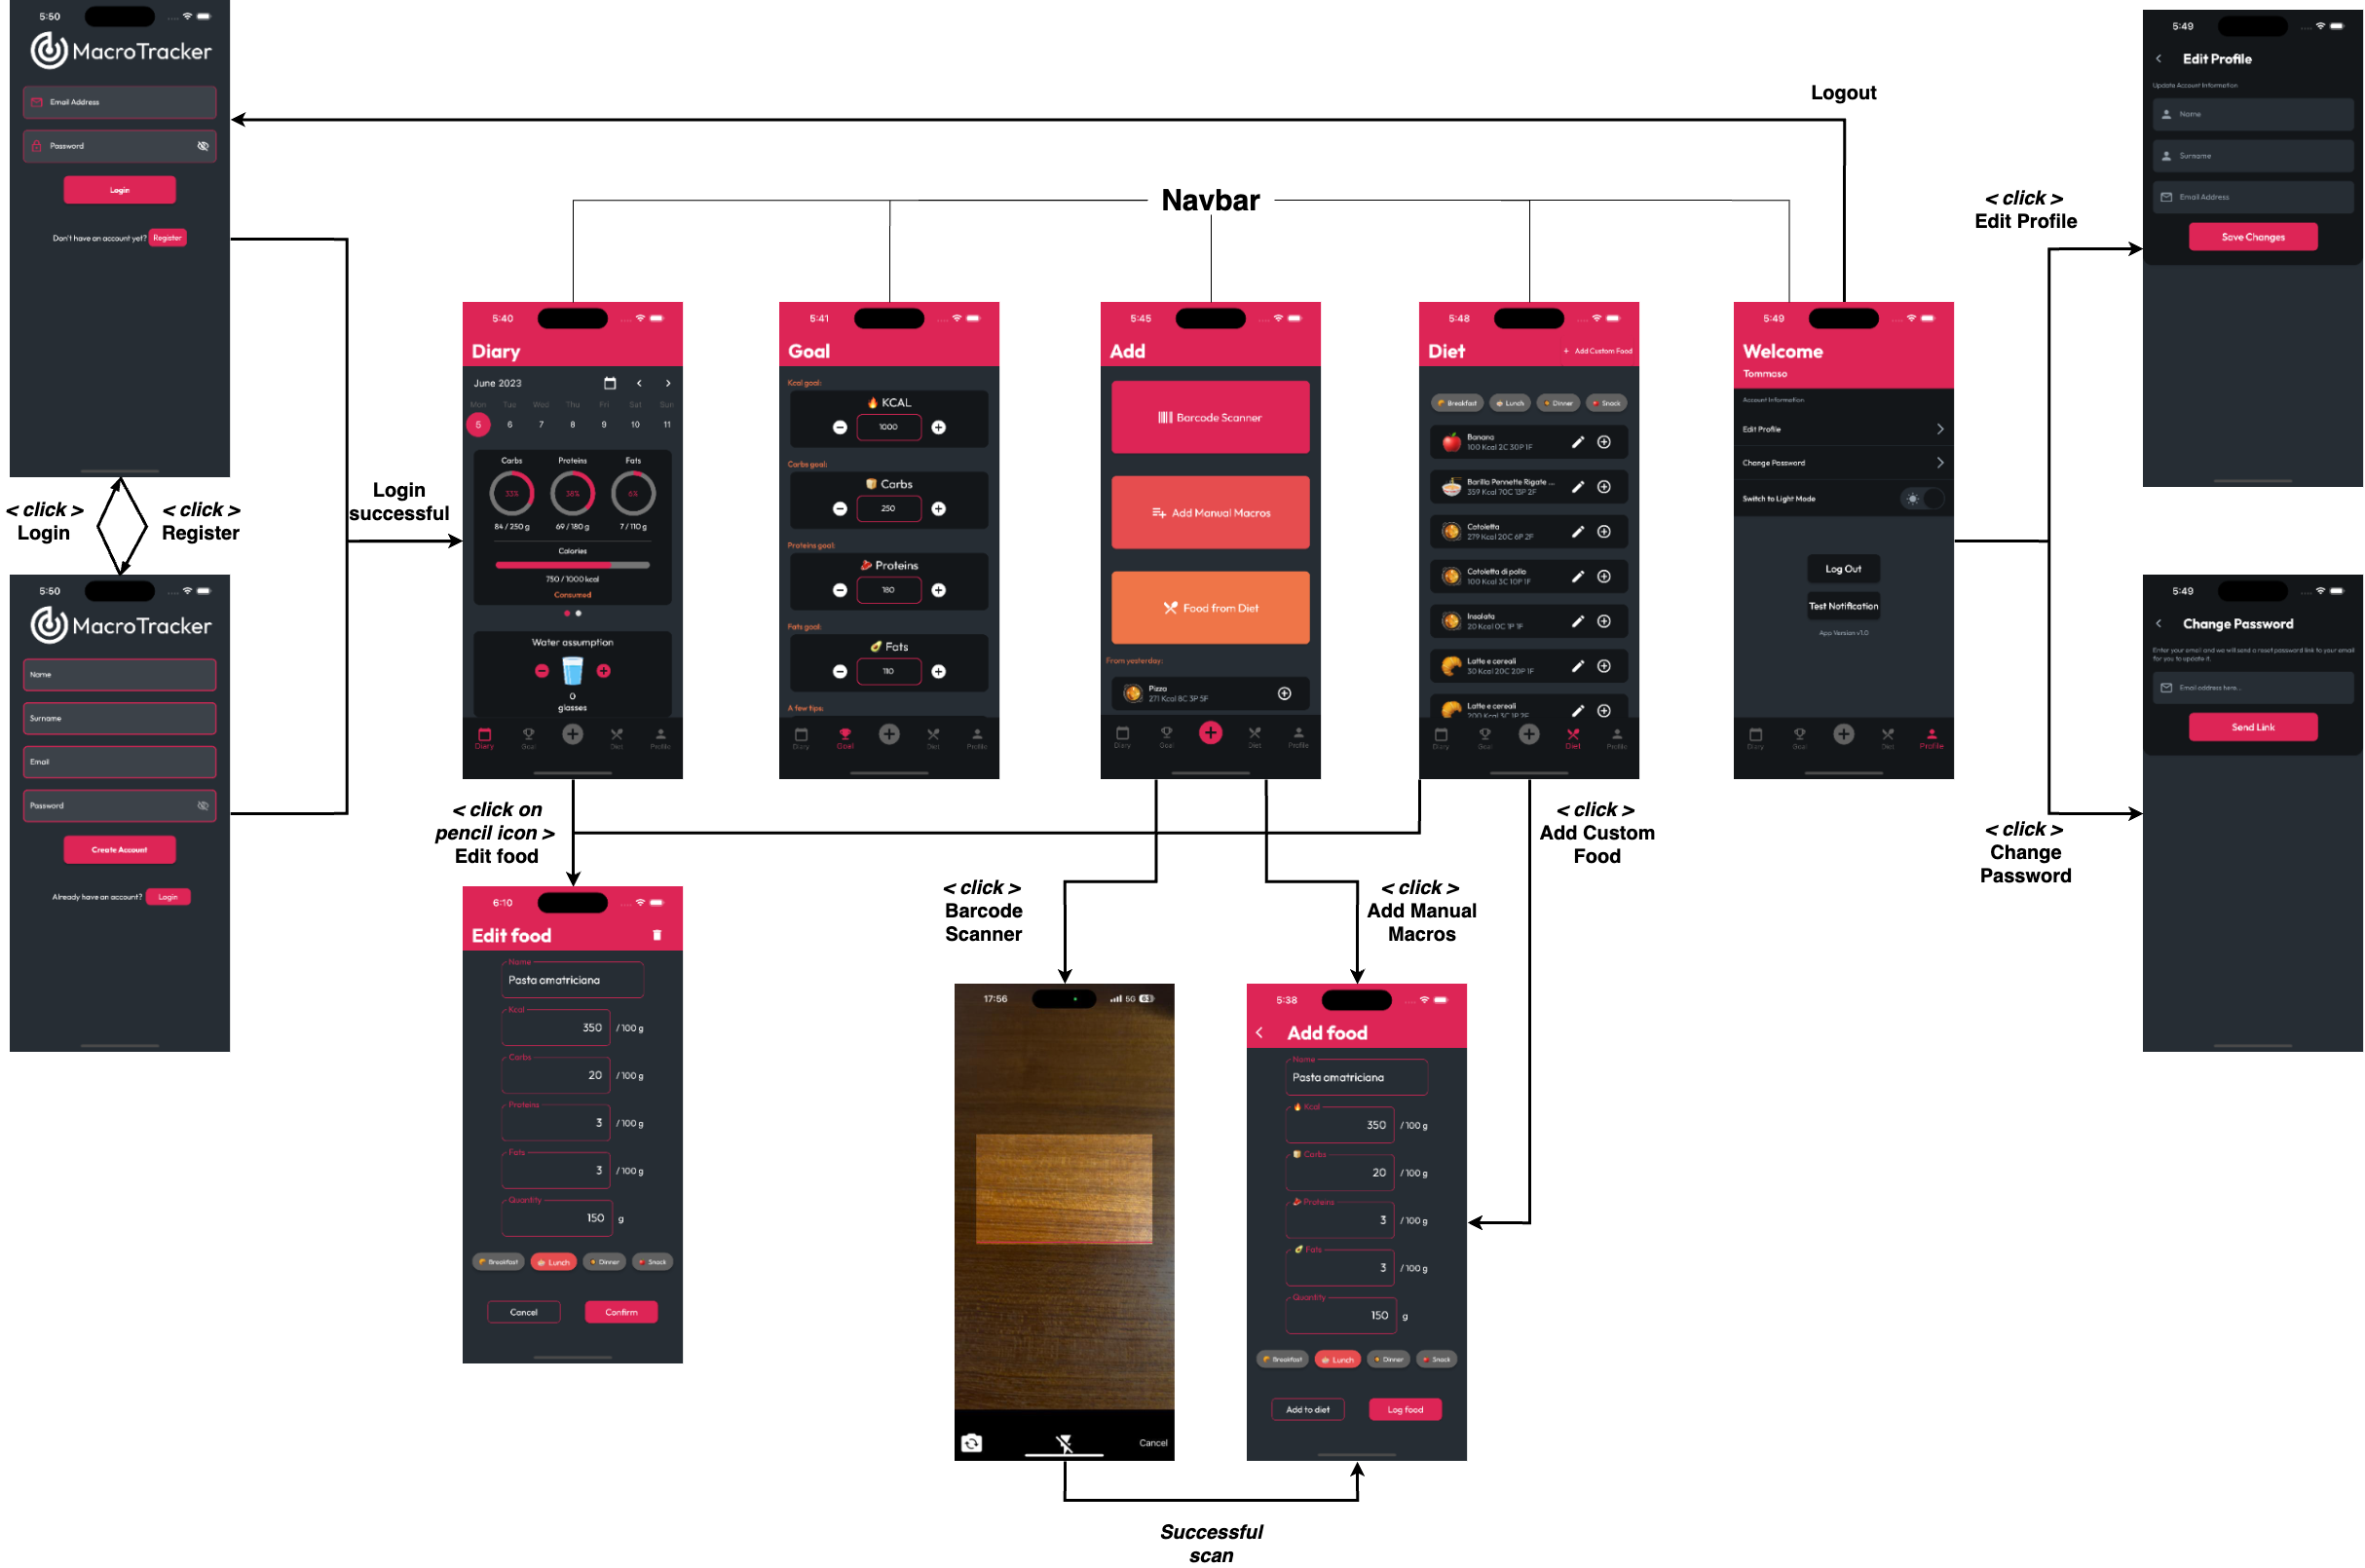 5:50
MacroTracker
Email Address
Password
Login
Don't have an account yet? Register
< click >
Login
< click >
Register
5:50
MacroTracker
Name
Surname
Email
Password
Create Account
Already have an account? Login
Login
successful
Logout
Navbar
5:40
Diary
June 2023
Mon Tue Wed Thu Fri Sat Sun
5 6 7 8 9 10 11
Carbs Proteins Fats
33% 38% 6%
84 / 250 g 69 / 180 g 7 / 110 g
Calories
750 / 1000 kcal
Consumed
Water assumption
0
glasses
Diary Goal Diet Profile
5:41
Goal
Kcal goal:
KCAL
1000
Carbs goal:
Carbs
250
Proteins goal:
Proteins
180
Fats goal:
Fats
110
A few tips:
Diary Goal Diet Profile
5:45
Add
Barcode Scanner
Add Manual Macros
Food from Diet
From yesterday:
Pizza
271 Kcal 8C 3P 5F
Diary Goal Diet Profile
5:48
Diet
+ Add Custom Food
Breakfast Lunch Dinner Snack
Banana
100 Kcal 2C 30P 1F
Barilla Pennette Rigate ...
359 Kcal 70C 13P 2F
Cotoletta
279 Kcal 20C 6P 2F
Cotoletta di pollo
100 Kcal 3C 10P 1F
Insalata
20 Kcal 0C 1P 1F
Latte e cereali
30 Kcal 20C 20P 1F
Latte e cereali
200 Kcal 3C 1P 2F
Diary Goal Diet Profile
5:49
Welcome
Tommaso
Account Information
Edit Profile
Change Password
Switch to Light Mode
Log Out
Test Notification
App Version v1.0
Diary Goal Diet Profile
< click >
Edit Profile
5:49
Edit Profile
Update Account Information
Name
Surname
Email Address
Save Changes
< click >
Change
Password
5:49
Change Password
Enter your email and we will send a reset password link to your email
for you to update it.
Email address here...
Send Link
< click on
pencil icon >
Edit food
6:10
Edit food
Name
Pasta amatriciana
Kcal
350 / 100 g
Carbs
20 / 100 g
Proteins
3 / 100 g
Fats
3 / 100 g
Quantity
150 g
Breakfast Lunch Dinner Snack
Cancel Confirm
< click >
Barcode
Scanner
17:56 5G 63
Cancel
< click >
Add Manual
Macros
< click >
Add Custom
Food
5:38
Add food
Name
Pasta amatriciana
Kcal
350 / 100 g
Carbs
20 / 100 g
Proteins
3 / 100 g
Fats
3 / 100 g
Quantity
150 g
Breakfast Lunch Dinner Snack
Add to diet Log food
Successful
scan